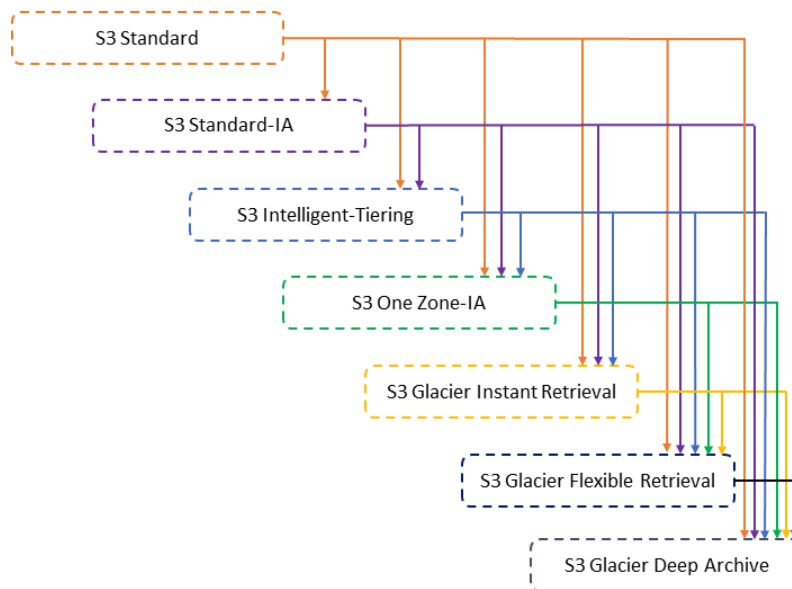 S3 Standard
S3 Standard-IA
S3 Intelligent-Tiering
S3 One Zone-IA
S3 Glacier Instant Retrieval
S3 Glacier Flexible Retrieval
S3 Glacier Deep Archive